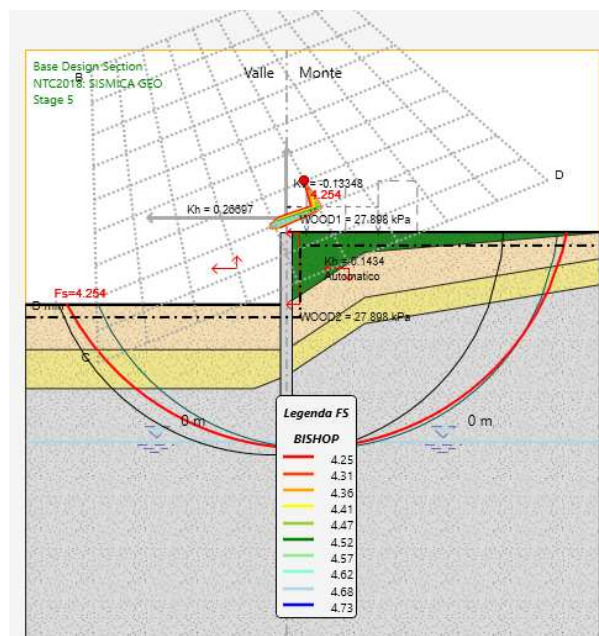 Base Design Section
NTC2018: SISMICA GEO
Stage 5
B
Valle
Monte
D
Kv = -0.13348
4.254
Kh = 0.26697
WOOD1 = 27.898 kPa
Kh = 0.1434
Automatico
Fs=4.254
D min
WOOD2 = 27.898 kPa
C
0 m
0 m
Legenda FS
BISHOP
4.25
4.31
4.36
4.41
4.47
4.52
4.57
4.62
4.68
4.73